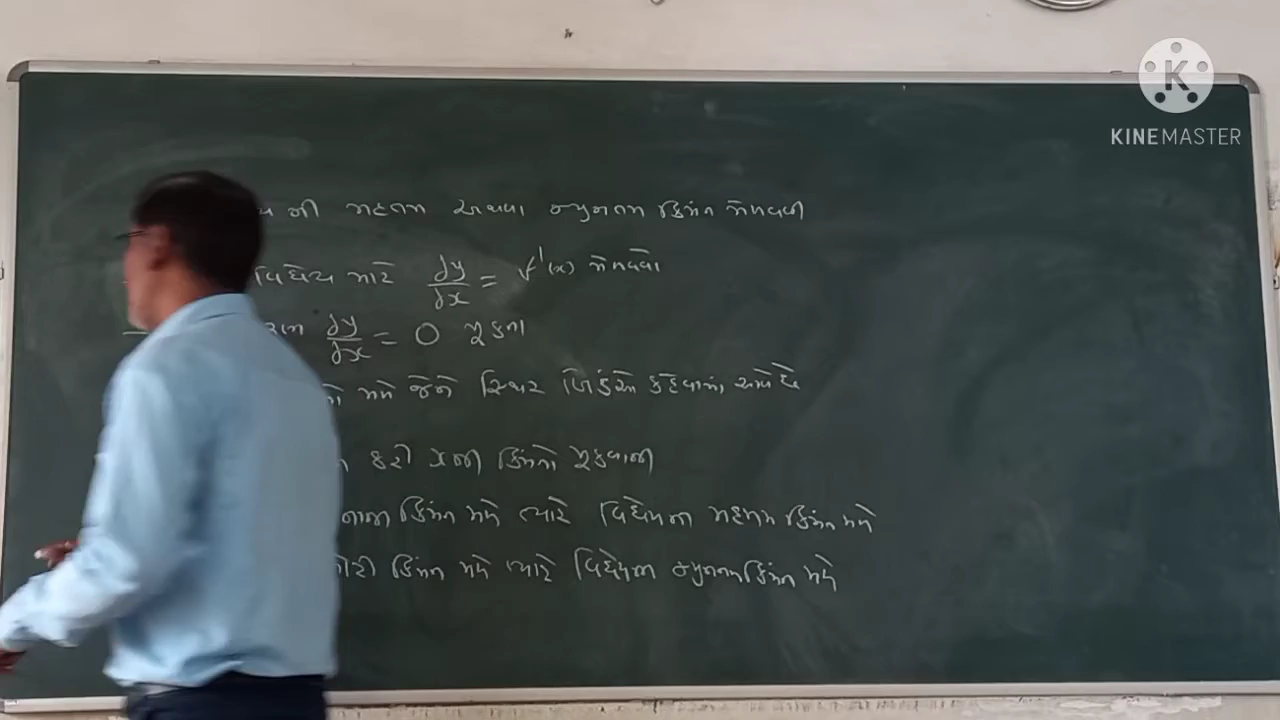 ની મહત્તમ અથવા ન્યુનતમ કિંમત મેળવવી
વિધેય માટે dy/dx = f'(x) મેળવવો
dy/dx = 0 મૂકતા
મળે જેને સ્થિર બિંદુઓ કહેવામાં આવે છે
કરી કિંમતો મૂકવાની
કિંમત મળે ત્યારે વિધેયની મહત્તમ કિંમત મળે
કિંમત મળે ત્યારે વિધેયની ન્યુનતમ કિંમત મળે
K
KINEMASTER